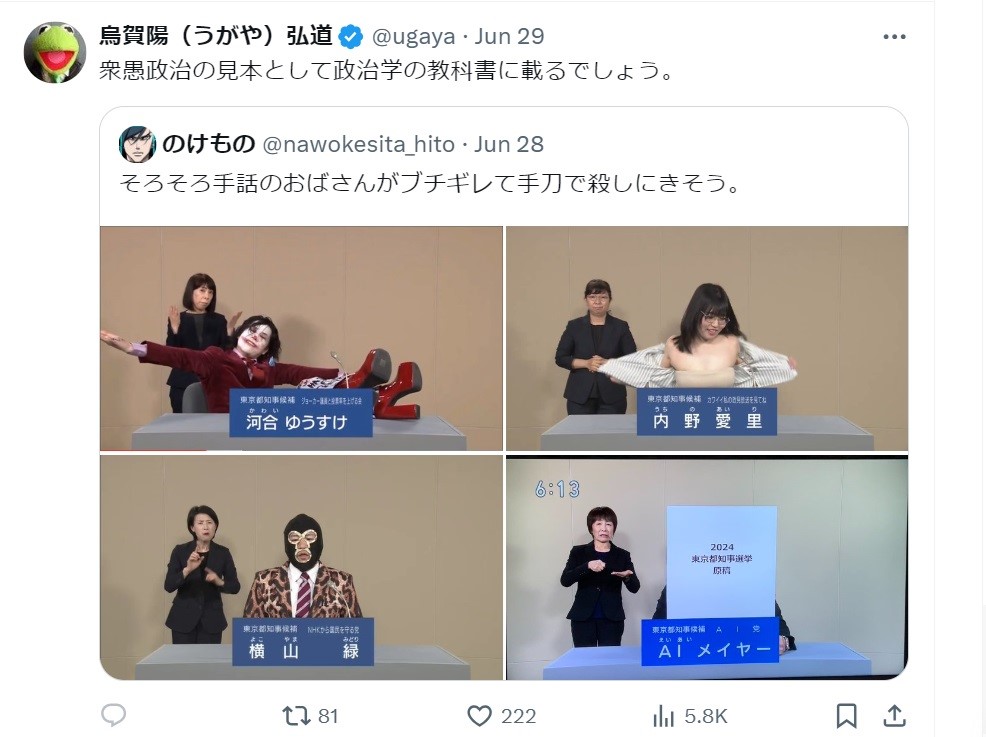 烏賀陽（うがや）弘道 @ugaya · Jun 29
衆愚政治の見本として政治学の教科書に載るでしょう。
のけもの @nawokesita_hito · Jun 28
そろそろ手話のおばさんがブチギレて手刀で殺しにきそう。
東京都知事候補 ジョーカー議員と投票率を上げる会
かわい
河合 ゆうすけ
東京都知事候補 カワイイ私の政見放送を見てね
うち の あい り
内野愛里
東京都知事候補 NHKから国民を守る党
よこ やま みどり
横山 緑
6:13
2024
東京都知事選挙
原稿
東京都知事候補 AI党
えい あい
AI メイヤー
81
222
5.8K